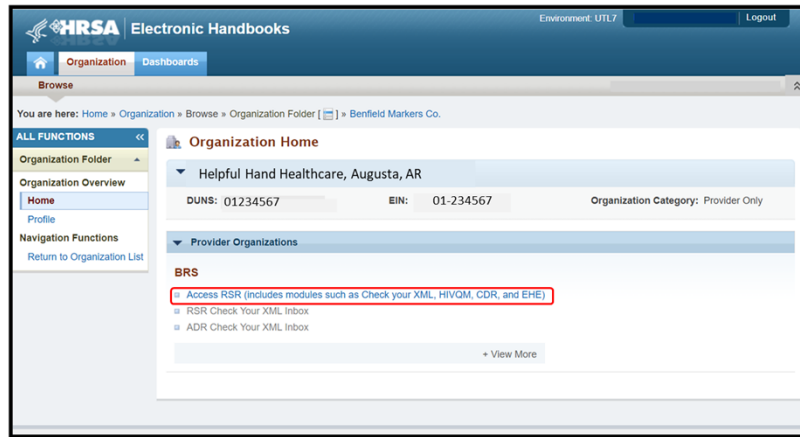 HRSA Electronic Handbooks
Environment: UTL7
Logout
Organization Dashboards
Browse
You are here: Home » Organization » Browse » Organization Folder [ ] » Benfield Markers Co.
ALL FUNCTIONS «
Organization Folder
Organization Overview
Home
Profile
Navigation Functions
Return to Organization List
Organization Home
Helpful Hand Healthcare, Augusta, AR
DUNS: 01234567 EIN: 01-234567 Organization Category: Provider Only
Provider Organizations
BRS
Access RSR (includes modules such as Check your XML, HIVQM, CDR, and EHE)
RSR Check Your XML Inbox
ADR Check Your XML Inbox
+ View More